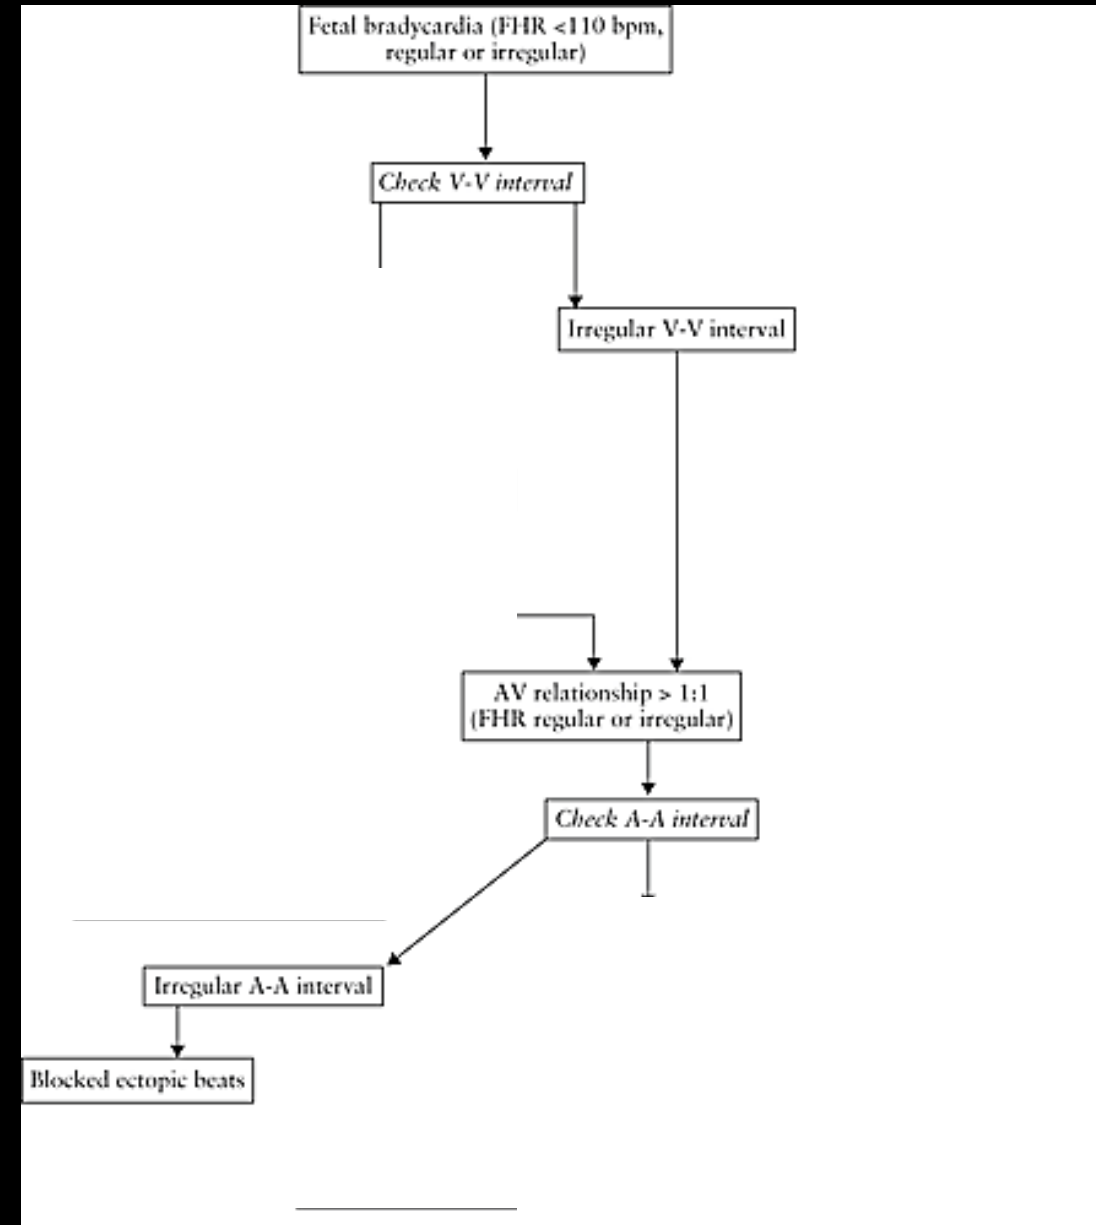 Fetal bradycardia (FHR <110 bpm,
regular or irregular)
Check V-V interval
Irregular V-V interval
AV relationship > 1:1
(FHR regular or irregular)
Check A-A interval
Irregular A-A interval
Blocked ectopic beats